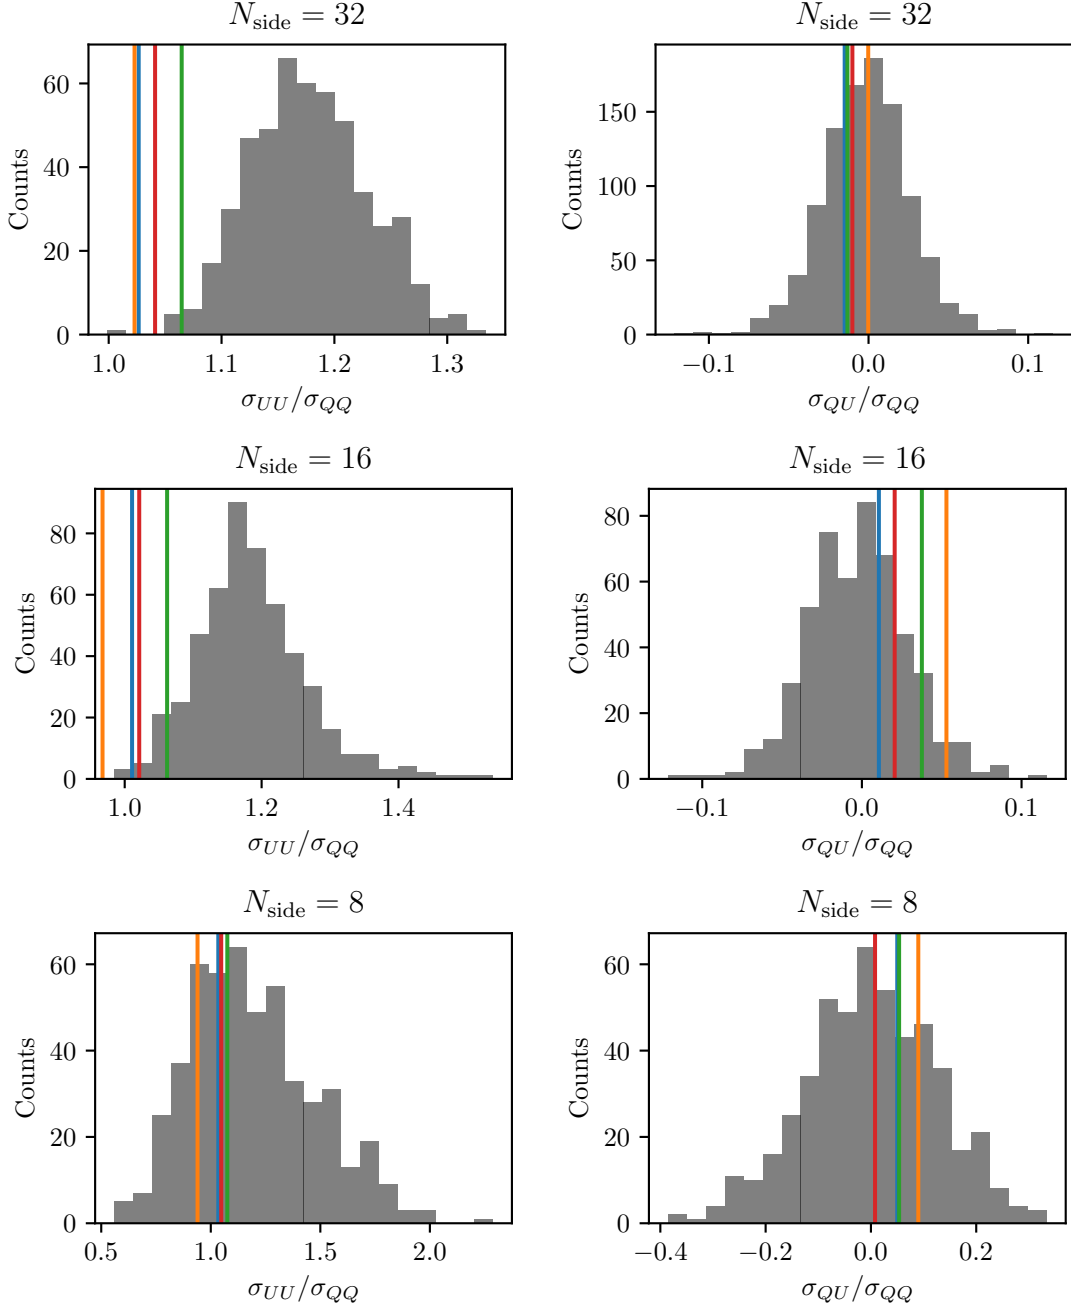 N_side = 32
N_side = 32
60
40
20
0
Counts
1.0 1.1 1.2 1.3
σ_UU/σ_QQ
150
100
50
0
Counts
−0.1 0.0 0.1
σ_QU/σ_QQ
N_side = 16
N_side = 16
80
60
40
20
0
Counts
1.0 1.2 1.4
σ_UU/σ_QQ
80
60
40
20
0
Counts
−0.1 0.0 0.1
σ_QU/σ_QQ
N_side = 8
N_side = 8
60
40
20
0
Counts
0.5 1.0 1.5 2.0
σ_UU/σ_QQ
60
40
20
0
Counts
−0.4 −0.2 0.0 0.2
σ_QU/σ_QQ